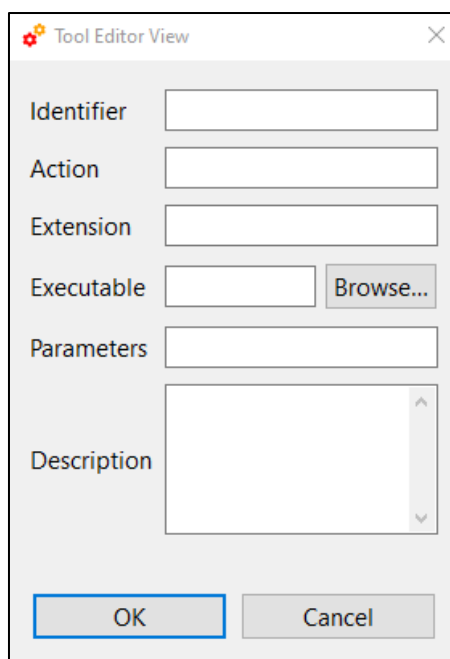 Tool Editor View
Identifier
Action
Extension
Executable Browse...
Parameters
Description
OK Cancel